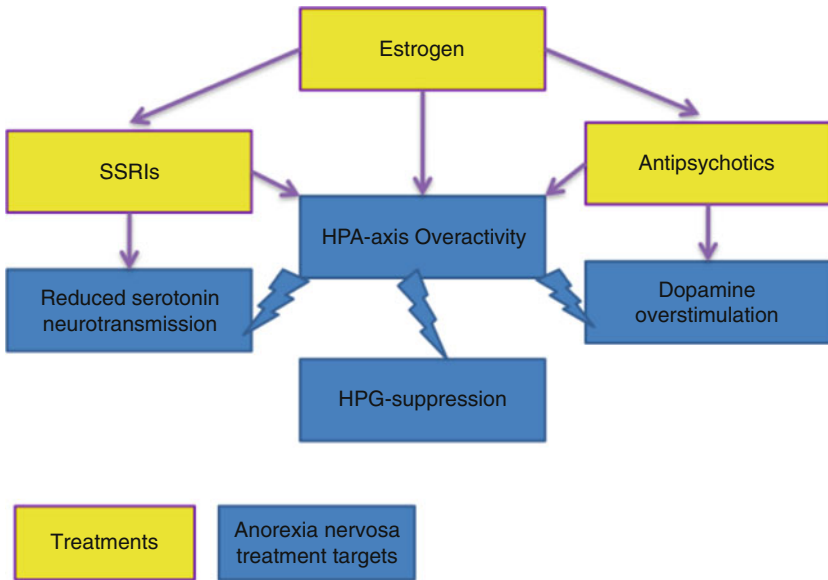 Estrogen
SSRIs
Antipsychotics
HPA-axis Overactivity
Reduced serotonin
neurotransmission
Dopamine
overstimulation
HPG-suppression
Treatments
Anorexia nervosa
treatment targets